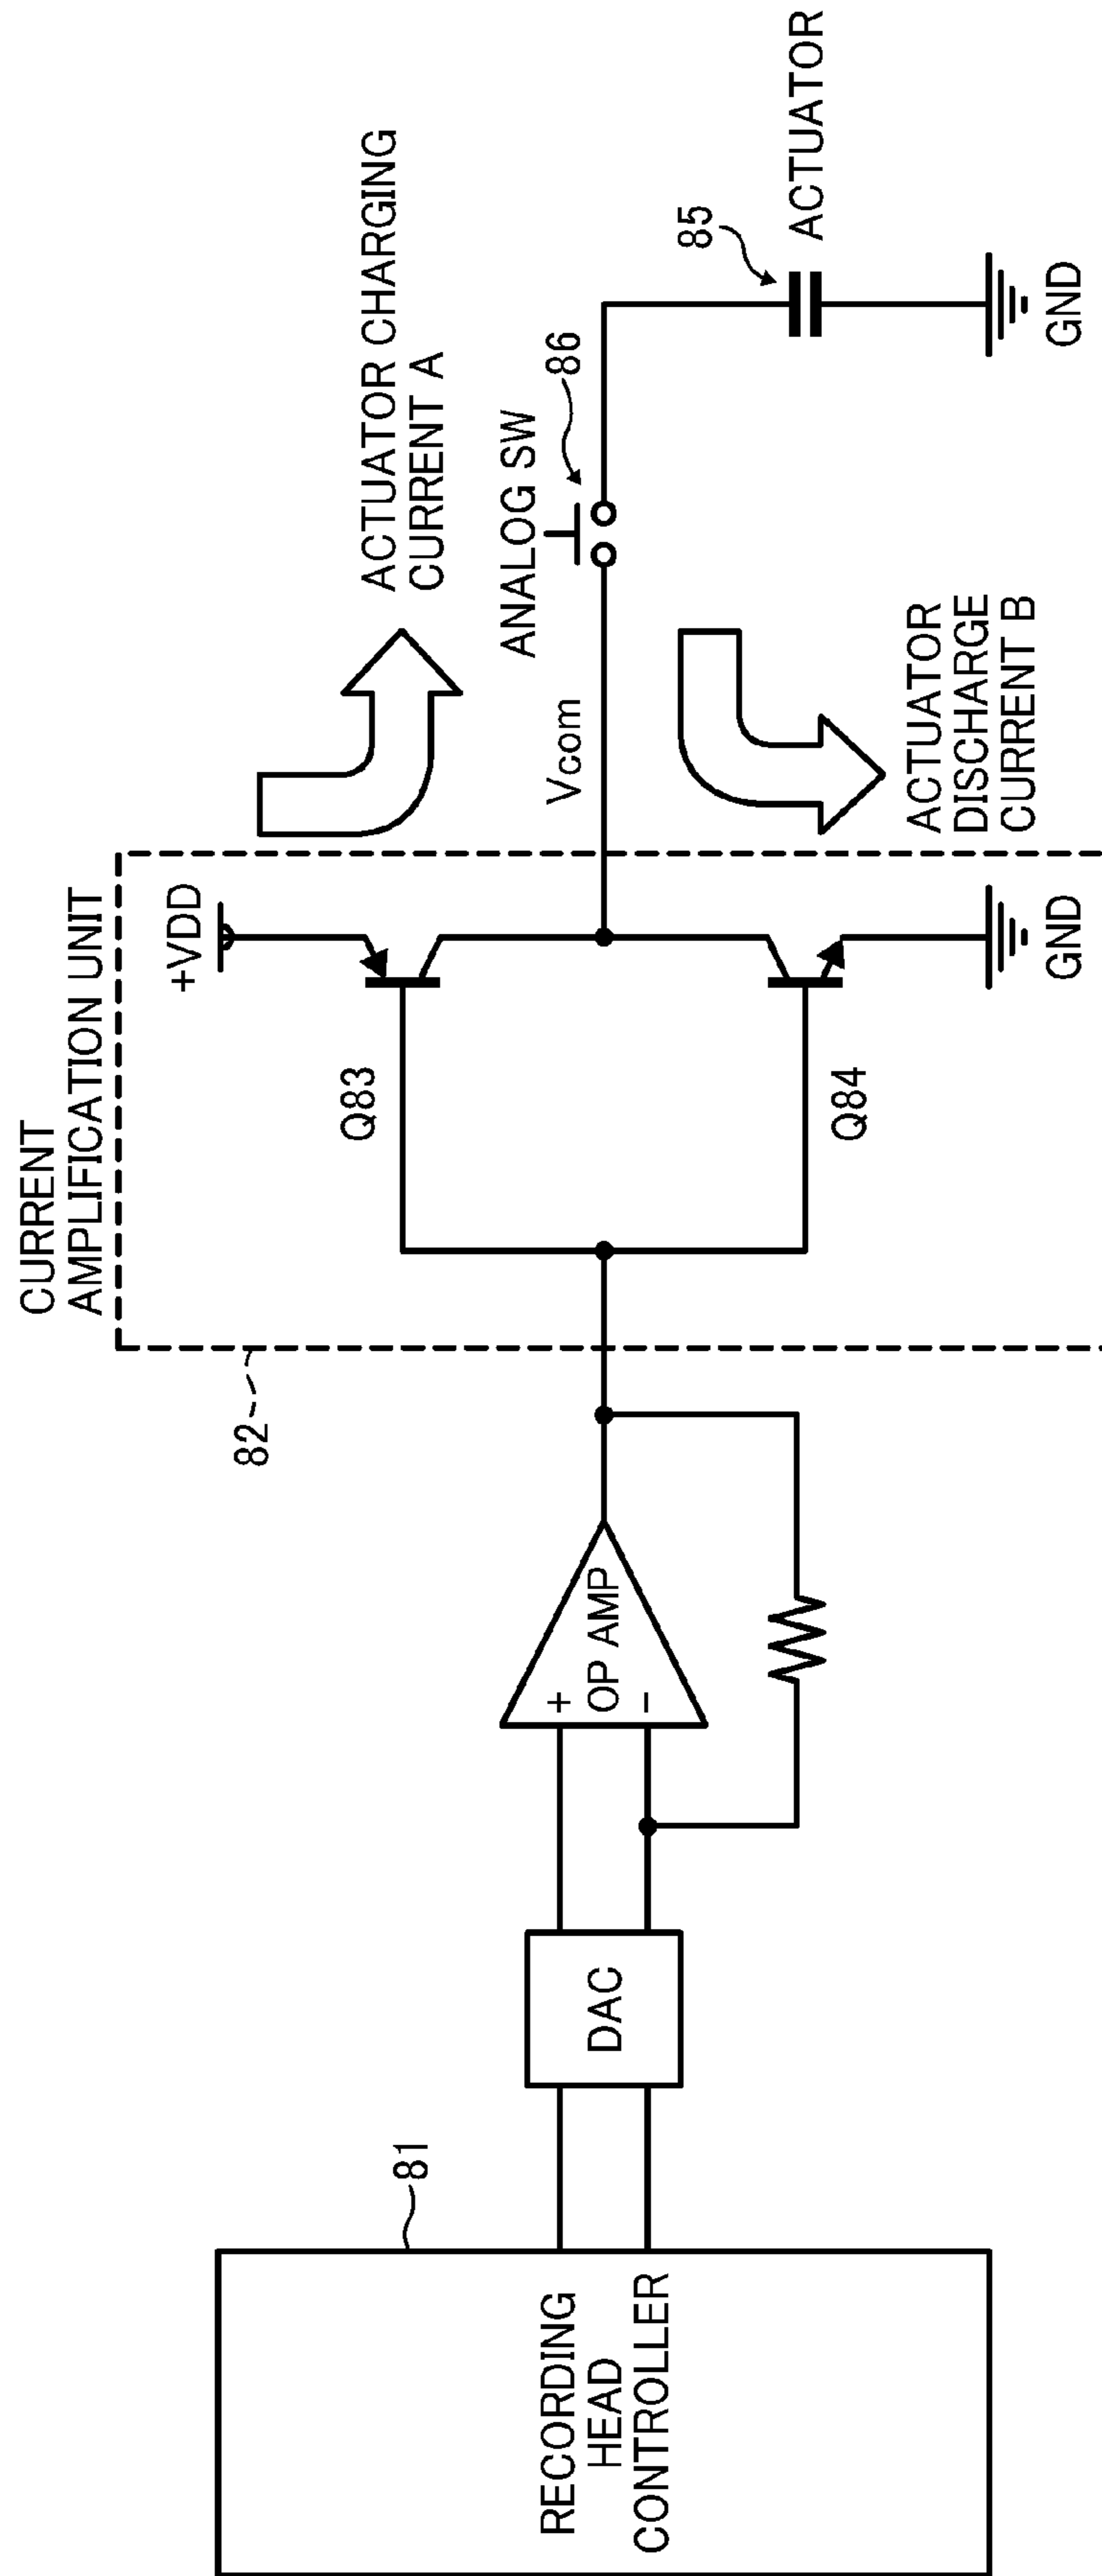 RECORDING
HEAD
CONTROLLER
81
DAC
+
OP AMP
−
82
CURRENT
AMPLIFICATION UNIT
+VDD
Q83
Q84
GND
Vcom
ACTUATOR CHARGING
CURRENT A
ANALOG SW
86
ACTUATOR
DISCHARGE
CURRENT B
85
ACTUATOR
GND